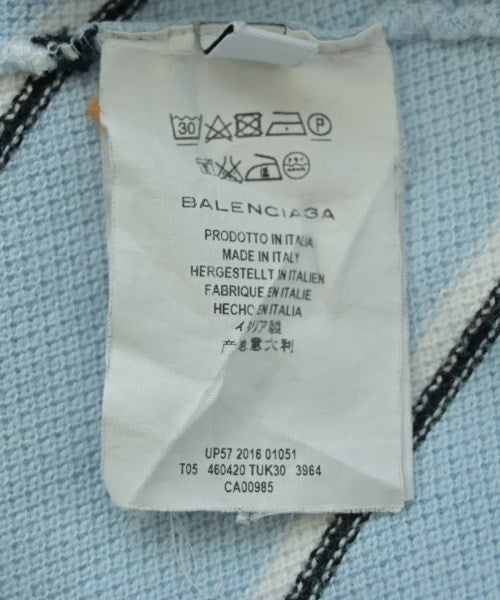 30 P
BALENCIAGA
PRODOTTO IN ITALIA
MADE IN ITALY
HERGESTELLT IN ITALIEN
FABRIQUE EN ITALIE
HECHO EN ITALIA
イタリア製
产地意大利
UP57 2016 01051
T05 460420 TUK30 3964
CA00985